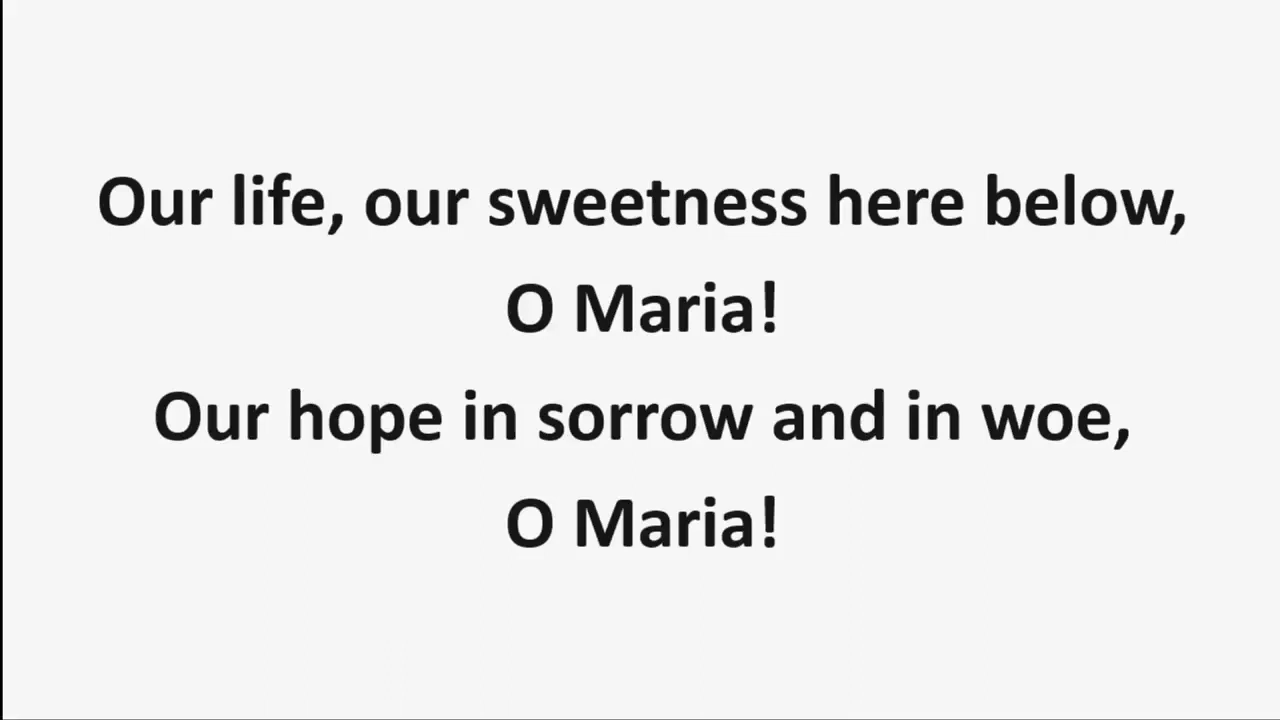 Our life, our sweetness here below,
O Maria!
Our hope in sorrow and in woe,
O Maria!